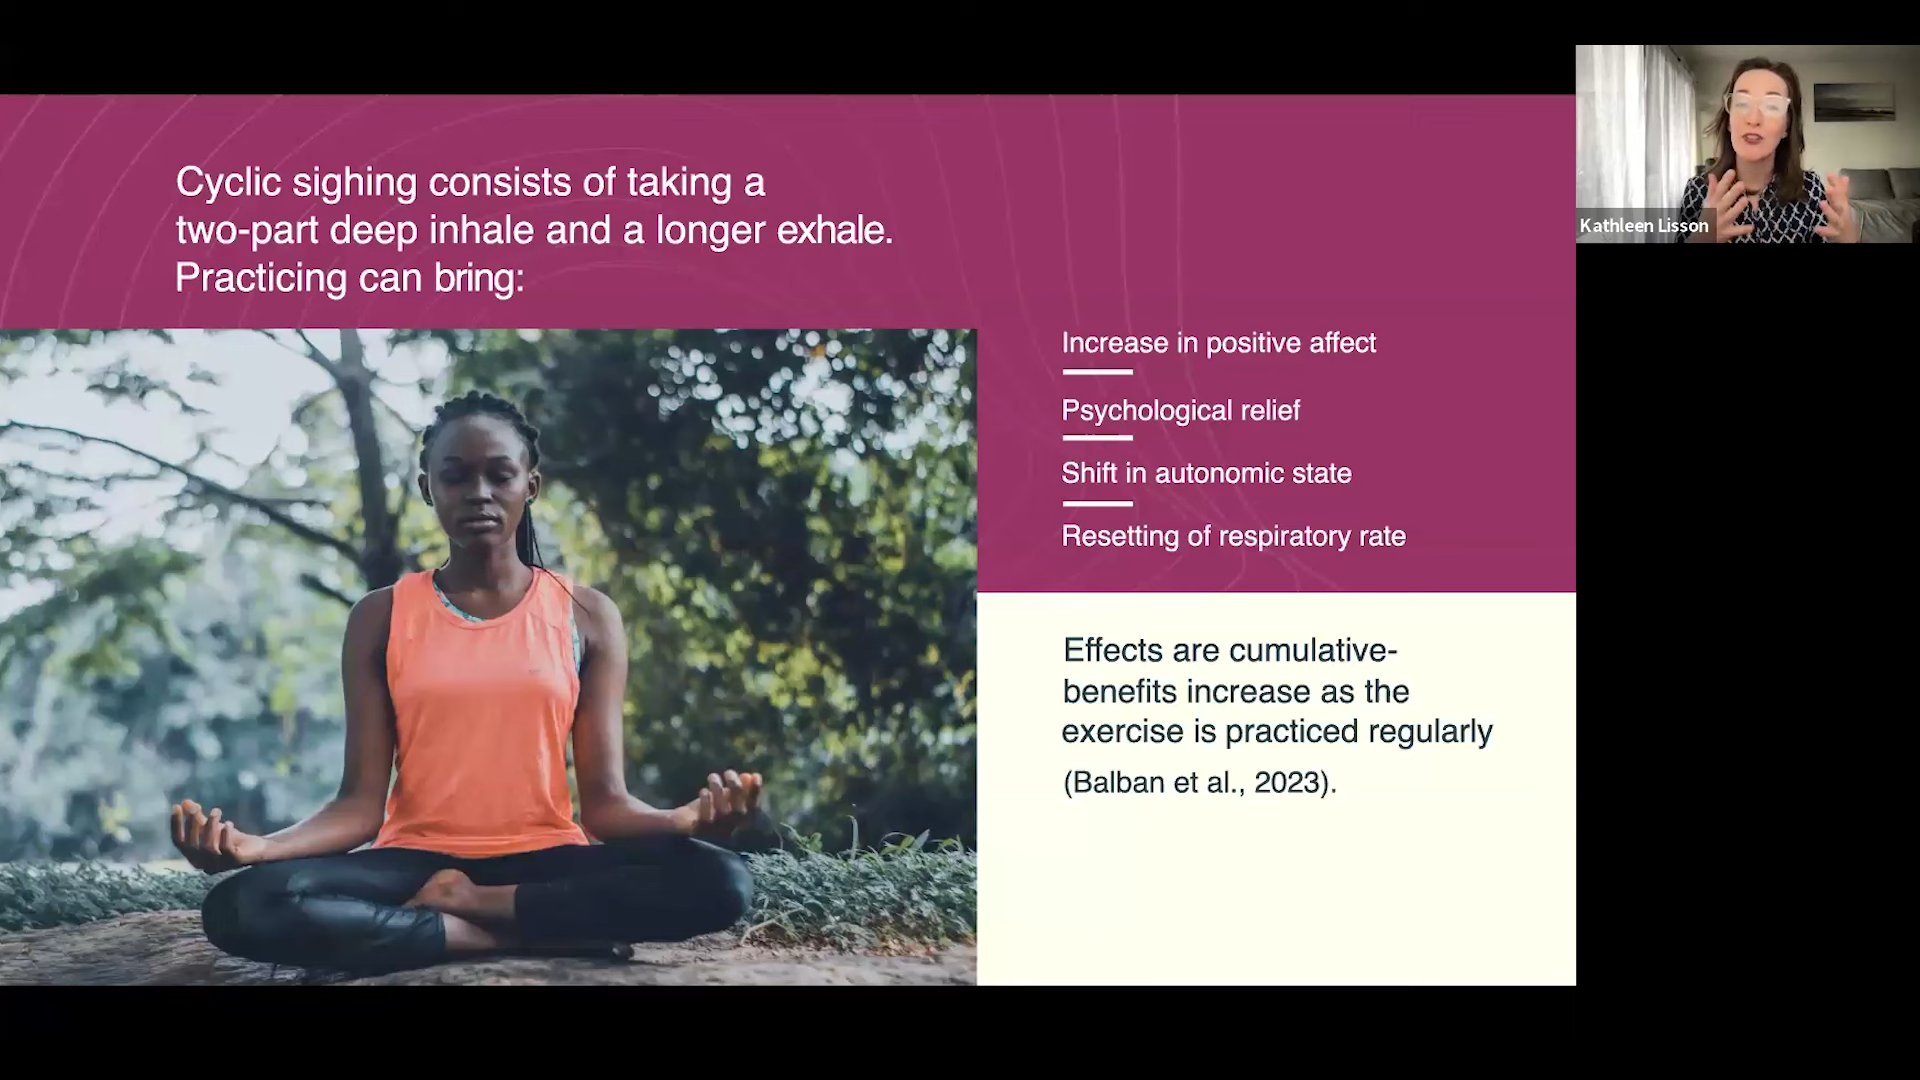 Cyclic sighing consists of taking a
two-part deep inhale and a longer exhale.
Practicing can bring:
Increase in positive affect
Psychological relief
Shift in autonomic state
Resetting of respiratory rate
Effects are cumulative-
benefits increase as the
exercise is practiced regularly
(Balban et al., 2023).
Kathleen Lisson